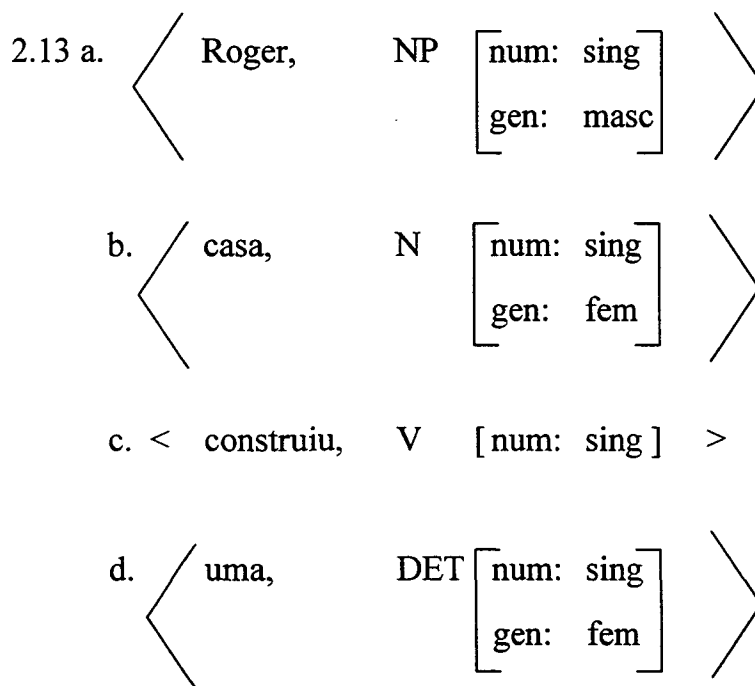 2.13 a. Roger, NP num: sing
gen: masc
b. casa, N num: sing
gen: fem
c. < construiu, V [ num: sing ] >
d. uma, DET num: sing
gen: fem